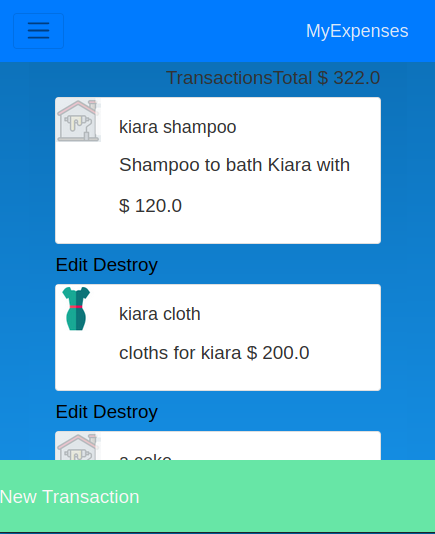 MyExpenses
TransactionsTotal $ 322.0
kiara shampoo
Shampoo to bath Kiara with
$ 120.0
Edit Destroy
kiara cloth
cloths for kiara $ 200.0
Edit Destroy
a coke
New Transaction